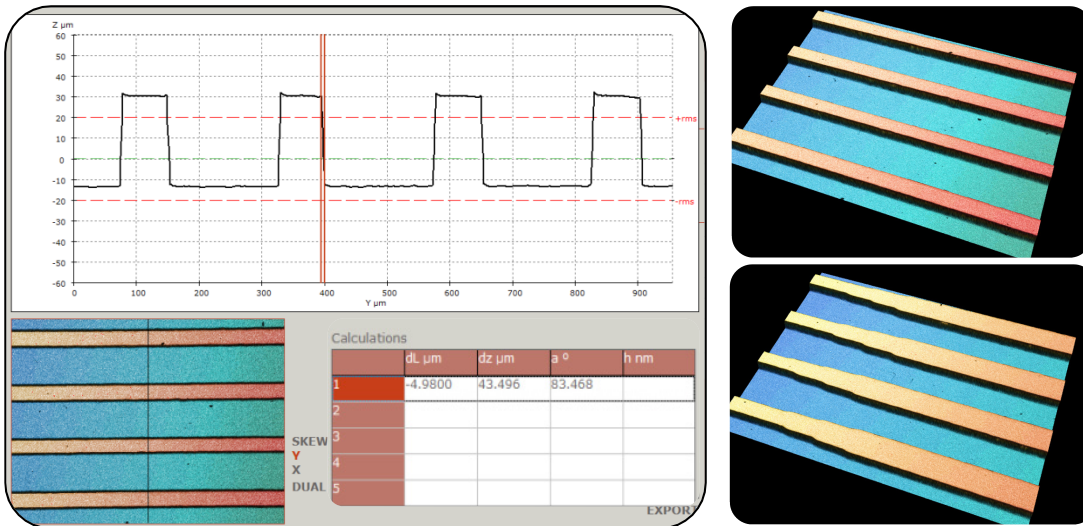 Z µm
60
50
40
30
20
10
0
-10
-20
-30
-40
-50
-60
+rms
-rms
0 100 200 300 400 500 600 700 800 900
Y µm
Calculations
dL µm dz µm a º h nm
1 -4.9800 43.496 83.468
2
3
4
5
SKEW
Y
X
DUAL
EXPORT